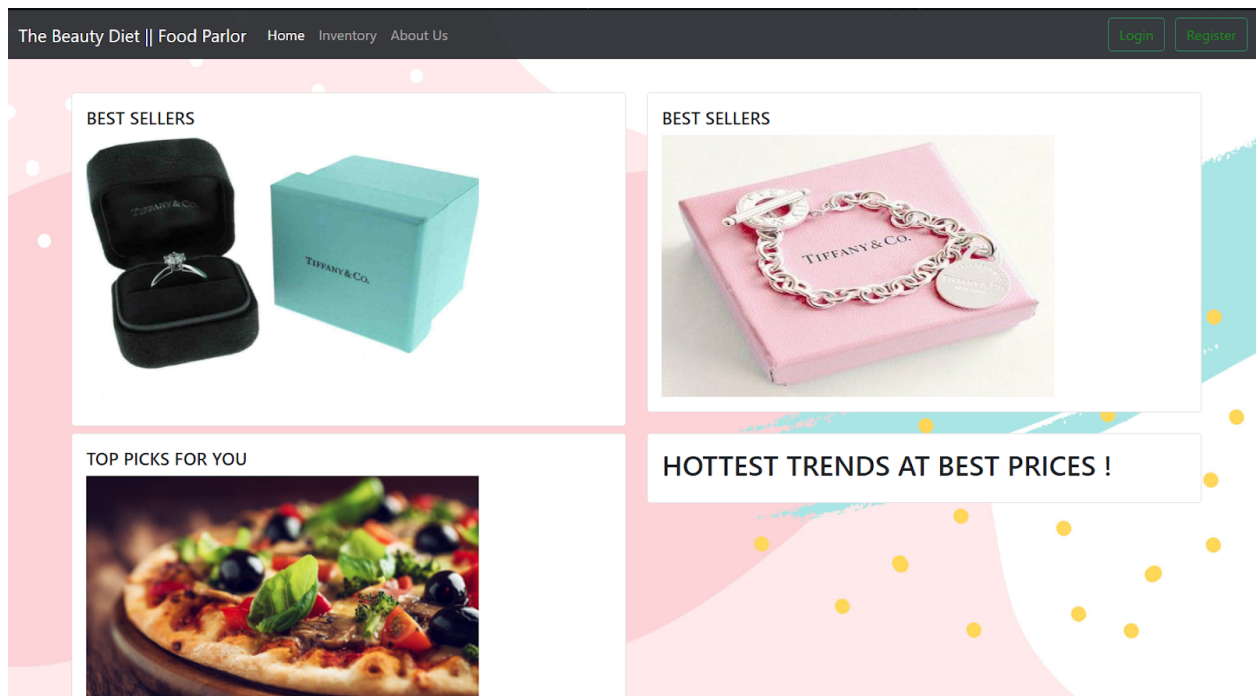 The Beauty Diet || Food Parlor Home Inventory About Us Login Register
BEST SELLERS
TIFFANY & CO.
TIFFANY & CO.
BEST SELLERS
TIFFANY & CO.
TOP PICKS FOR YOU
HOTTEST TRENDS AT BEST PRICES !